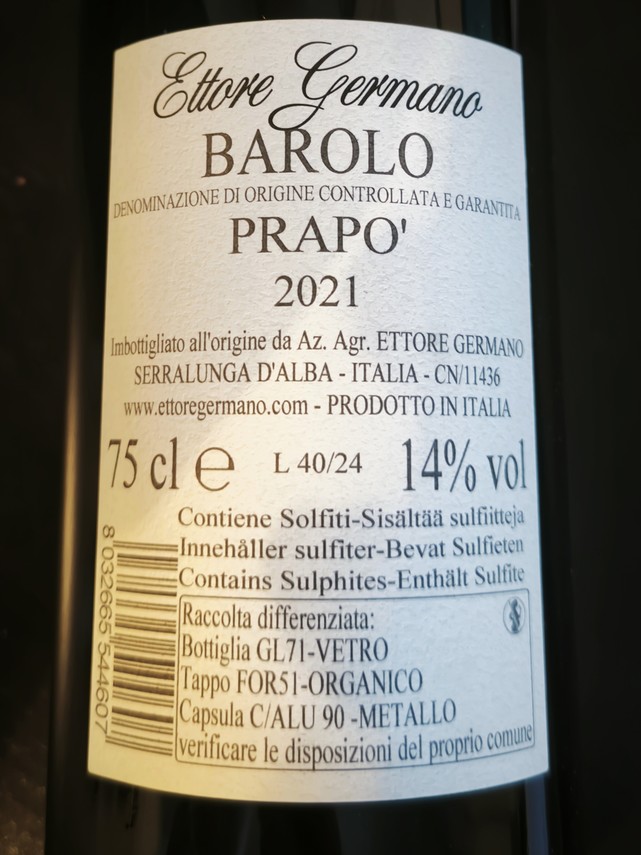 Ettore Germano
BAROLO
DENOMINAZIONE DI ORIGINE CONTROLLATA E GARANTITA
PRAPO'
2021
Imbottigliato all'origine da Az. Agr. ETTORE GERMANO
SERRALUNGA D'ALBA - ITALIA - CN/11436
www.ettoregermano.com - PRODOTTO IN ITALIA
75 cl e L 40/24 14% vol
Contiene Solfiti-Sisältää sulfiitteja
Innehåller sulfiter-Bevat Sulfieten
Contains Sulphites-Enthält Sulfite
8 032665 544607
Raccolta differenziata:
Bottiglia GL71-VETRO
Tappo FOR51-ORGANICO
Capsula C/ALU 90 -METALLO
verificare le disposizioni del proprio comune